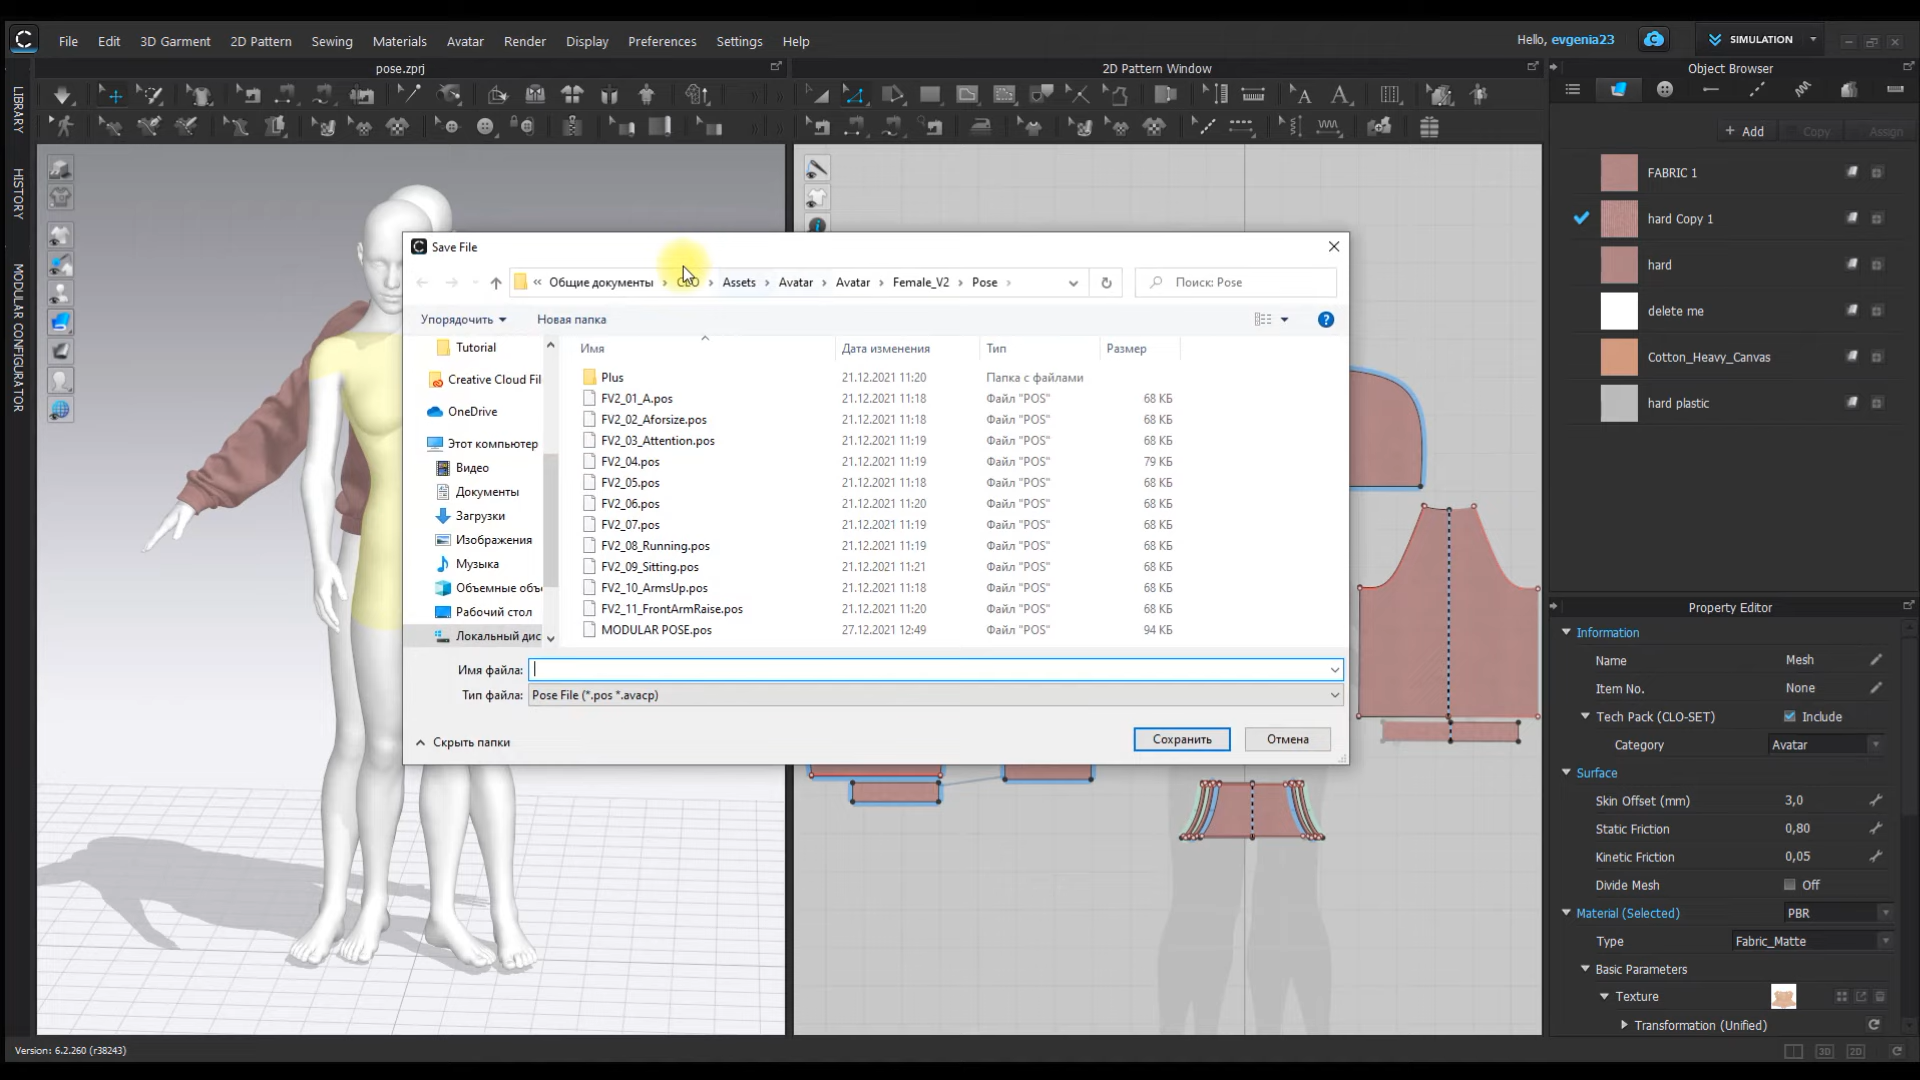 File Edit 3D Garment 2D Pattern Sewing Materials Avatar Render Display Preferences Settings Help
Hello, evgenia23 SIMULATION
pose.zprj
2D Pattern Window
Object Browser
LIBRARY
HISTORY
MODULAR CONFIGURATOR
+ Add Copy Assign
FABRIC 1
hard Copy 1
hard
delete me
Cotton_Heavy_Canvas
hard plastic
Save File
« Общие документы › › Assets › Avatar › Avatar › Female_V2 › Pose ›
Поиск: Pose
Упорядочить Новая папка
Tutorial
Creative Cloud Fil
OneDrive
Этот компьютер
Видео
Документы
Загрузки
Изображения
Музыка
Объемные объ
Рабочий стол
Локальный дис
Имя Дата изменения Тип Размер
Plus 21.12.2021 11:20 Папка с файлами
FV2_01_A.pos 21.12.2021 11:18 Файл "POS" 68 КБ
FV2_02_Aforsize.pos 21.12.2021 11:18 Файл "POS" 68 КБ
FV2_03_Attention.pos 21.12.2021 11:19 Файл "POS" 68 КБ
FV2_04.pos 21.12.2021 11:19 Файл "POS" 79 КБ
FV2_05.pos 21.12.2021 11:18 Файл "POS" 68 КБ
FV2_06.pos 21.12.2021 11:20 Файл "POS" 68 КБ
FV2_07.pos 21.12.2021 11:19 Файл "POS" 68 КБ
FV2_08_Running.pos 21.12.2021 11:19 Файл "POS" 68 КБ
FV2_09_Sitting.pos 21.12.2021 11:21 Файл "POS" 68 КБ
FV2_10_ArmsUp.pos 21.12.2021 11:18 Файл "POS" 68 КБ
FV2_11_FrontArmRaise.pos 21.12.2021 11:20 Файл "POS" 68 КБ
MODULAR POSE.pos 27.12.2021 12:49 Файл "POS" 94 КБ
Имя файла:
Тип файла: Pose File (*.pos *.avacp)
Скрыть папки
Сохранить Отмена
Property Editor
Information
Name Mesh
Item No. None
Tech Pack (CLO-SET) Include
Category Avatar
Surface
Skin Offset (mm) 3,0
Static Friction 0,80
Kinetic Friction 0,05
Divide Mesh Off
Material (Selected) PBR
Type Fabric_Matte
Basic Parameters
Texture
Transformation (Unified)
Version: 6.2.260 (r38243)
3D 2D